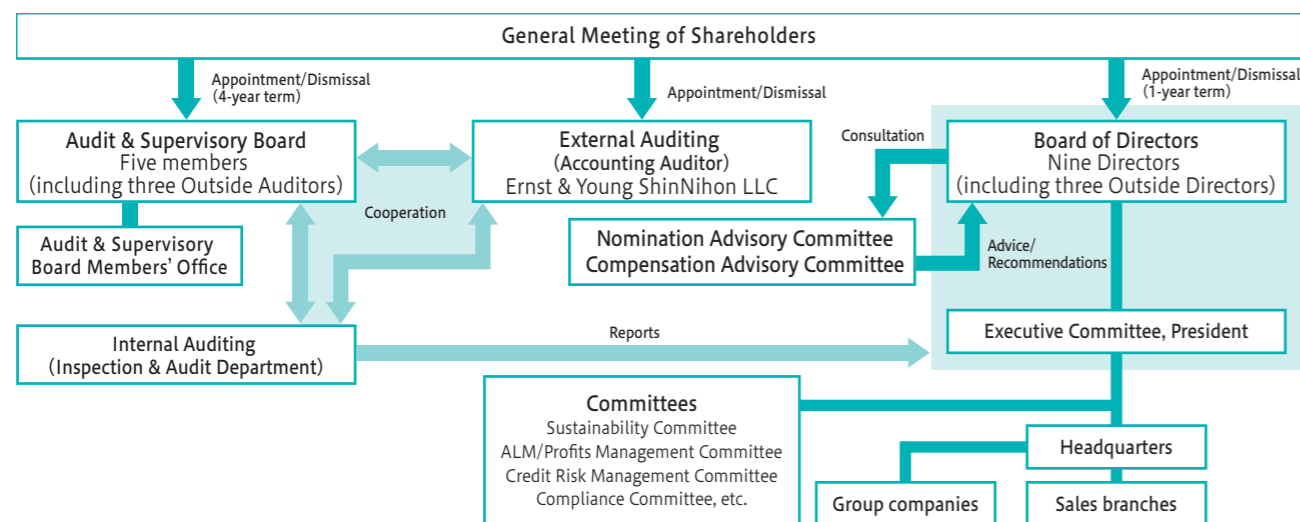 General Meeting of Shareholders
Appointment/Dismissal
(4-year term)
Appointment/Dismissal
Appointment/Dismissal
(1-year term)
Audit & Supervisory Board
Five members
(including three Outside Auditors)
External Auditing
(Accounting Auditor)
Ernst & Young ShinNihon LLC
Consultation
Board of Directors
Nine Directors
(including three Outside Directors)
Cooperation
Audit & Supervisory
Board Members’ Office
Nomination Advisory Committee
Compensation Advisory Committee
Advice/
Recommendations
Internal Auditing
(Inspection & Audit Department)
Reports
Executive Committee, President
Committees
Sustainability Committee
ALM/Profits Management Committee
Credit Risk Management Committee
Compliance Committee, etc.
Headquarters
Group companies
Sales branches